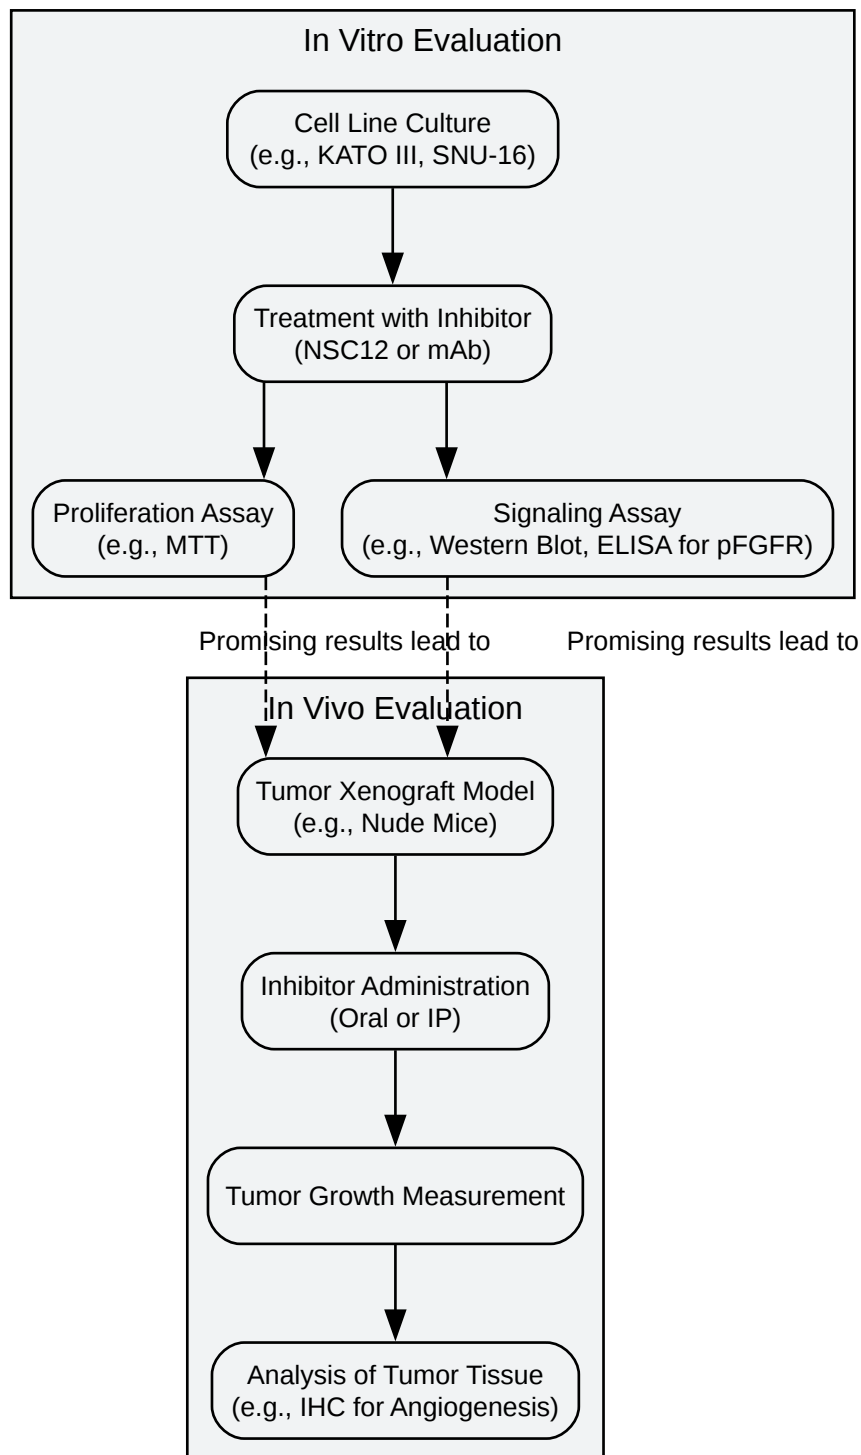 In Vitro Evaluation
Cell Line Culture
(e.g., KATO III, SNU-16)
Treatment with Inhibitor
(NSC12 or mAb)
Proliferation Assay
(e.g., MTT)
Signaling Assay
(e.g., Western Blot, ELISA for pFGFR)
Promising results lead to
Promising results lead to
In Vivo Evaluation
Tumor Xenograft Model
(e.g., Nude Mice)
Inhibitor Administration
(Oral or IP)
Tumor Growth Measurement
Analysis of Tumor Tissue
(e.g., IHC for Angiogenesis)